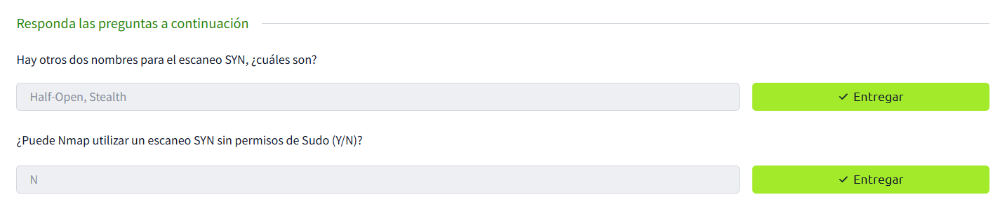 Responda las preguntas a continuación
Hay otros dos nombres para el escaneo SYN, ¿cuáles son?
Half-Open, Stealth
Entregar
¿Puede Nmap utilizar un escaneo SYN sin permisos de Sudo (Y/N)?
N
Entregar